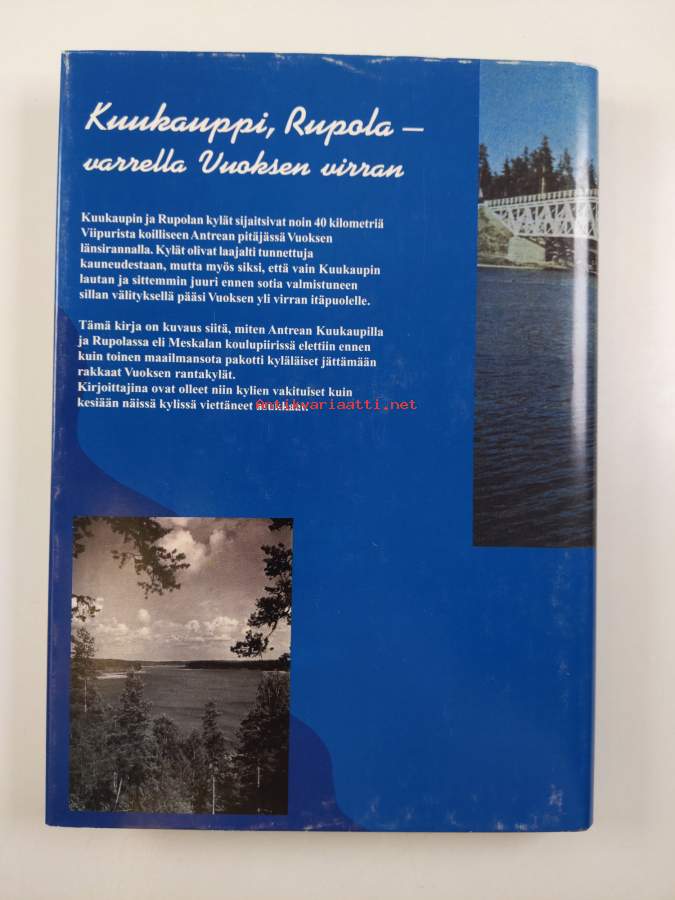 Kuukauppi, Rupola –
varrella Vuoksen virran
Kuukaupin ja Rupolan kylät sijaitsivat noin 40 kilometriä
Viipurista koilliseen Antrean pitäjässä Vuoksen
länsirannalla. Kylät olivat laajalti tunnettuja
kauneudestaan, mutta myös siksi, että vain Kuukaupin
lautan ja sittemmin juuri ennen sotia valmistuneen
sillan välityksellä pääsi Vuoksen yli virran itäpuolelle.
Tämä kirja on kuvaus siitä, miten Antrean Kuukaupilla
ja Rupolassa eli Meskalan koulupiirissä elettiin ennen
kuin toinen maailmansota pakotti kyläläiset jättämään
rakkaat Vuoksen rantakylät.
Kirjoittajina ovat olleet niin kylien vakituiset kuin
kesiään näissä kylissä viettäneet asukkaat.
Antikvariaatti.net